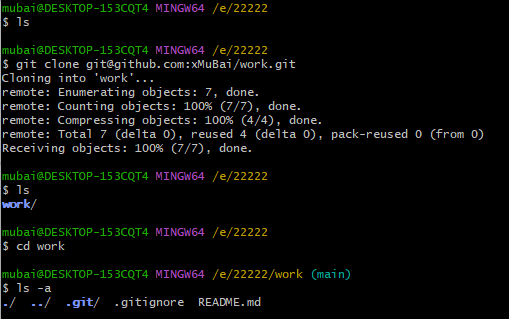 mubai@DESKTOP-153CQT4 MINGW64 /e/22222
$ ls
mubai@DESKTOP-153CQT4 MINGW64 /e/22222
$ git clone git@github.com:xMuBai/work.git
Cloning into 'work'...
remote: Enumerating objects: 7, done.
remote: Counting objects: 100% (7/7), done.
remote: Compressing objects: 100% (4/4), done.
remote: Total 7 (delta 0), reused 4 (delta 0), pack-reused 0 (from 0)
Receiving objects: 100% (7/7), done.
mubai@DESKTOP-153CQT4 MINGW64 /e/22222
$ ls
work/
mubai@DESKTOP-153CQT4 MINGW64 /e/22222
$ cd work
mubai@DESKTOP-153CQT4 MINGW64 /e/22222/work (main)
$ ls -a
./  ../  .git/  .gitignore  README.md